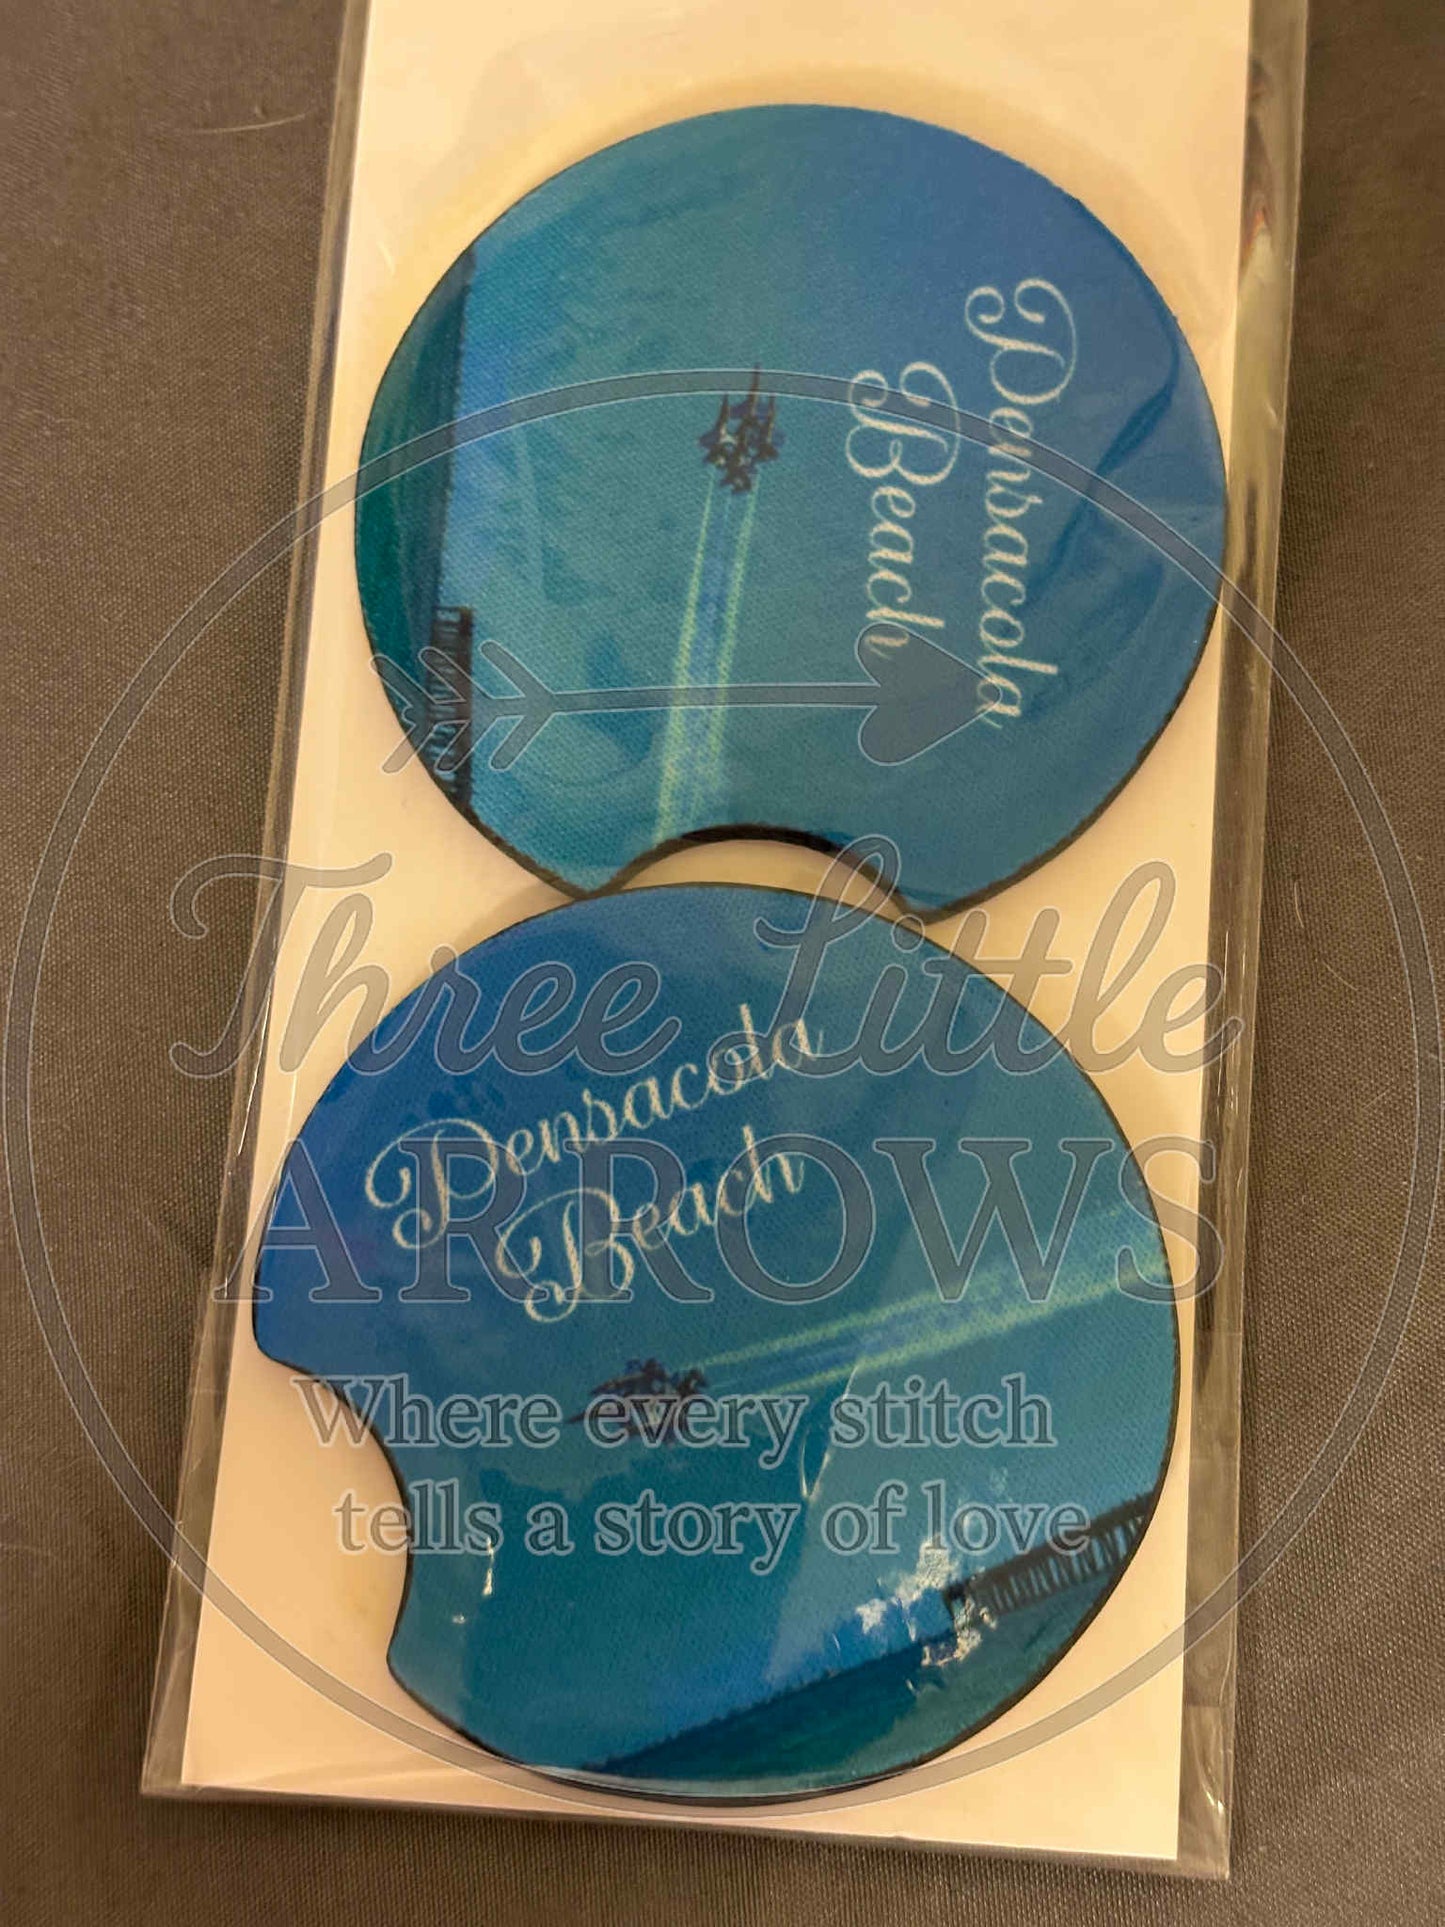 Pensacola
Beach
Three Little
ARROWS
Pensacola
Beach
Where every stitch
tells a story of love